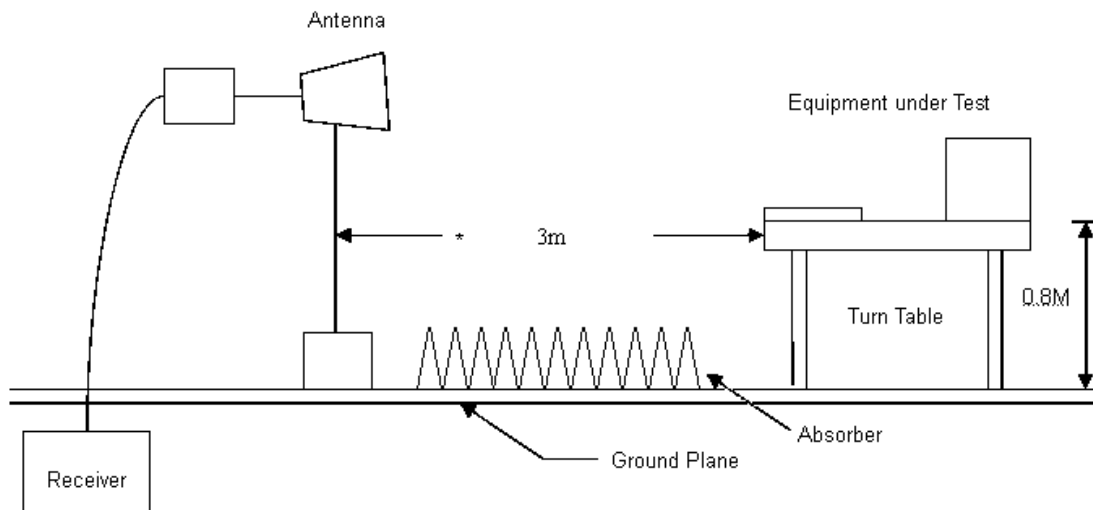 Antenna
Equipment under Test
* 3m
0.8M
Turn Table
Absorber
Ground Plane
Receiver